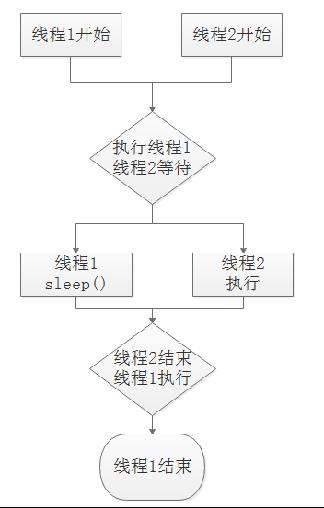 线程1开始
线程2开始
执行线程1
线程2等待
线程1
sleep()
线程2
执行
线程2结束
线程1执行
线程1结束